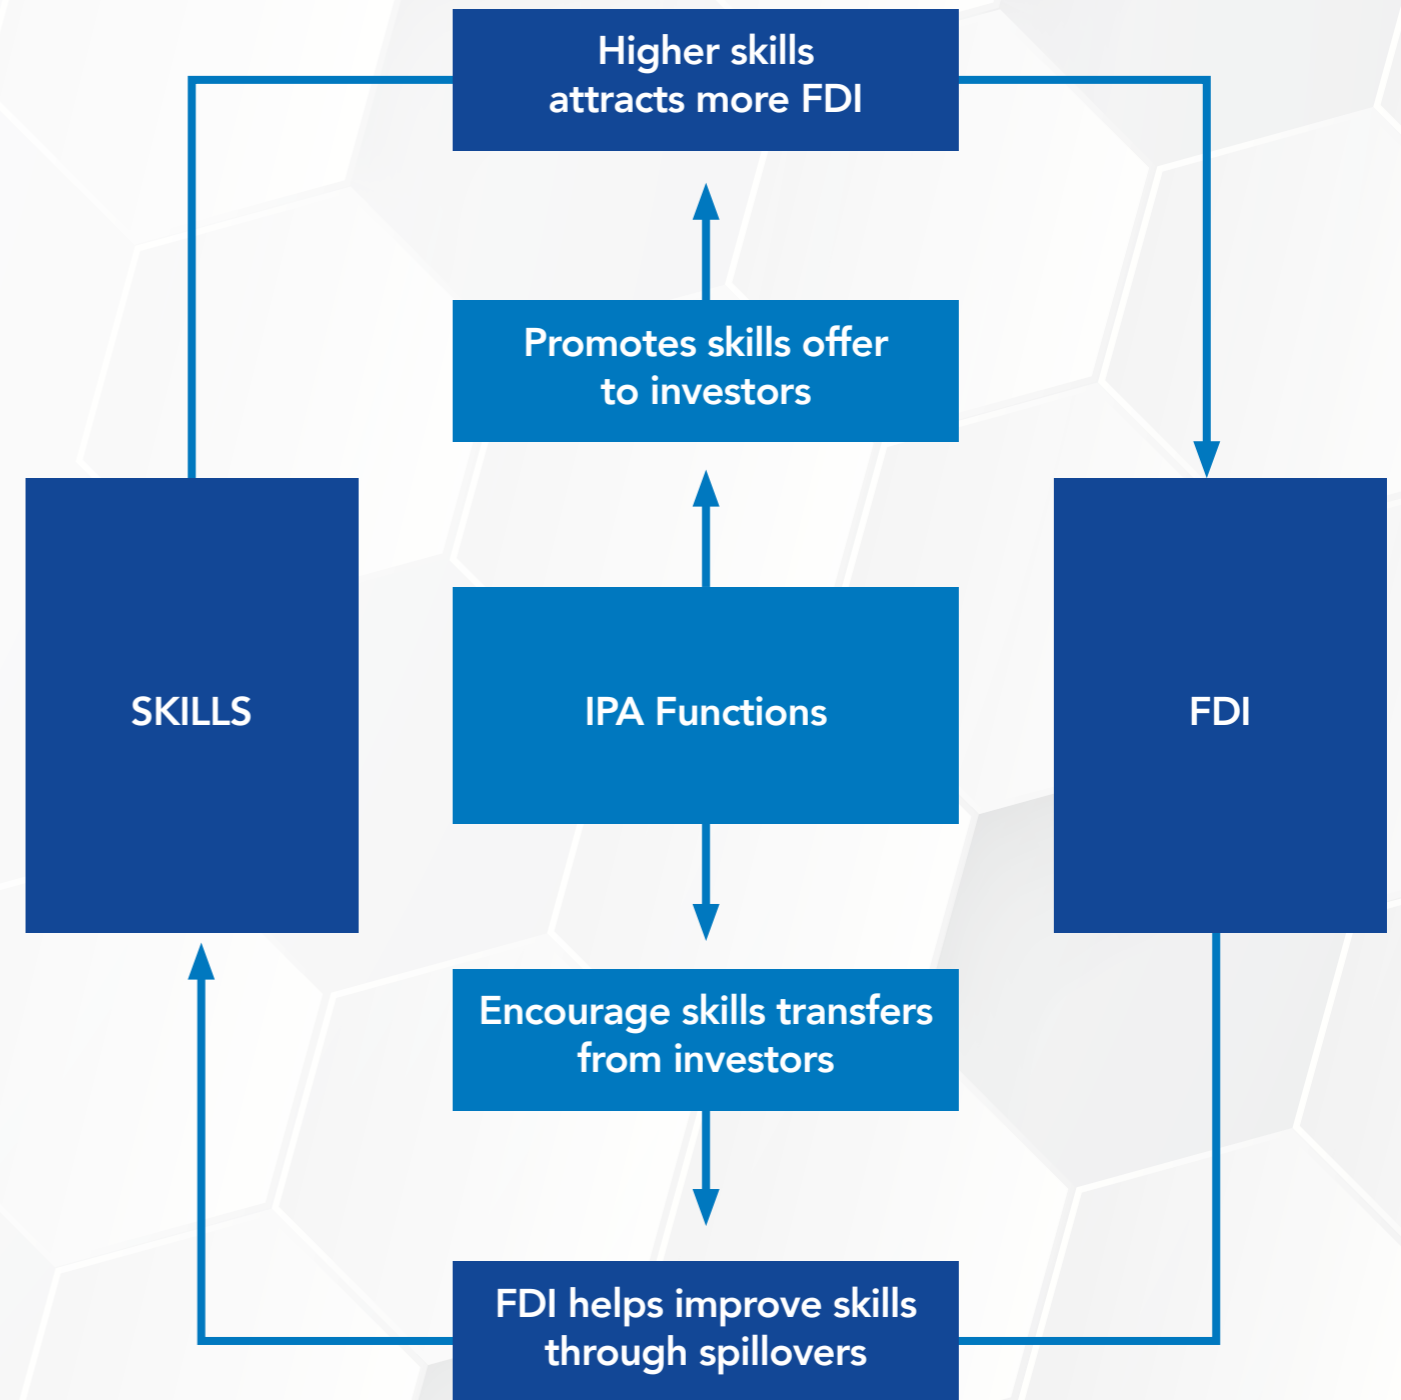 Higher skills
attracts more FDI
Promotes skills offer
to investors
SKILLS
IPA Functions
FDI
Encourage skills transfers
from investors
FDI helps improve skills
through spillovers